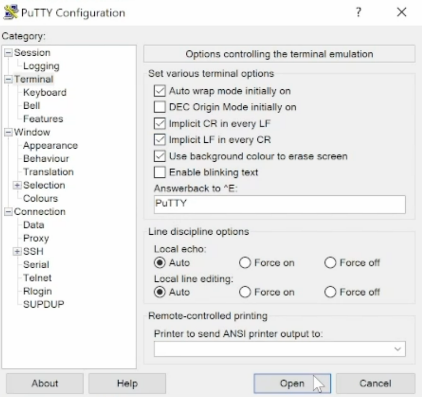 PuTTY Configuration
? ×
Category:
Session
Logging
Terminal
Keyboard
Bell
Features
Window
Appearance
Behaviour
Translation
Selection
Colours
Connection
Data
Proxy
SSH
Serial
Telnet
Rlogin
SUPDUP
Options controlling the terminal emulation
Set various terminal options
Auto wrap mode initially on
DEC Origin Mode initially on
Implicit CR in every LF
Implicit LF in every CR
Use background colour to erase screen
Enable blinking text
Answerback to ^E:
PuTTY
Line discipline options
Local echo:
Auto Force on Force off
Local line editing:
Auto Force on Force off
Remote-controlled printing
Printer to send ANSI printer output to:
About Help Open Cancel